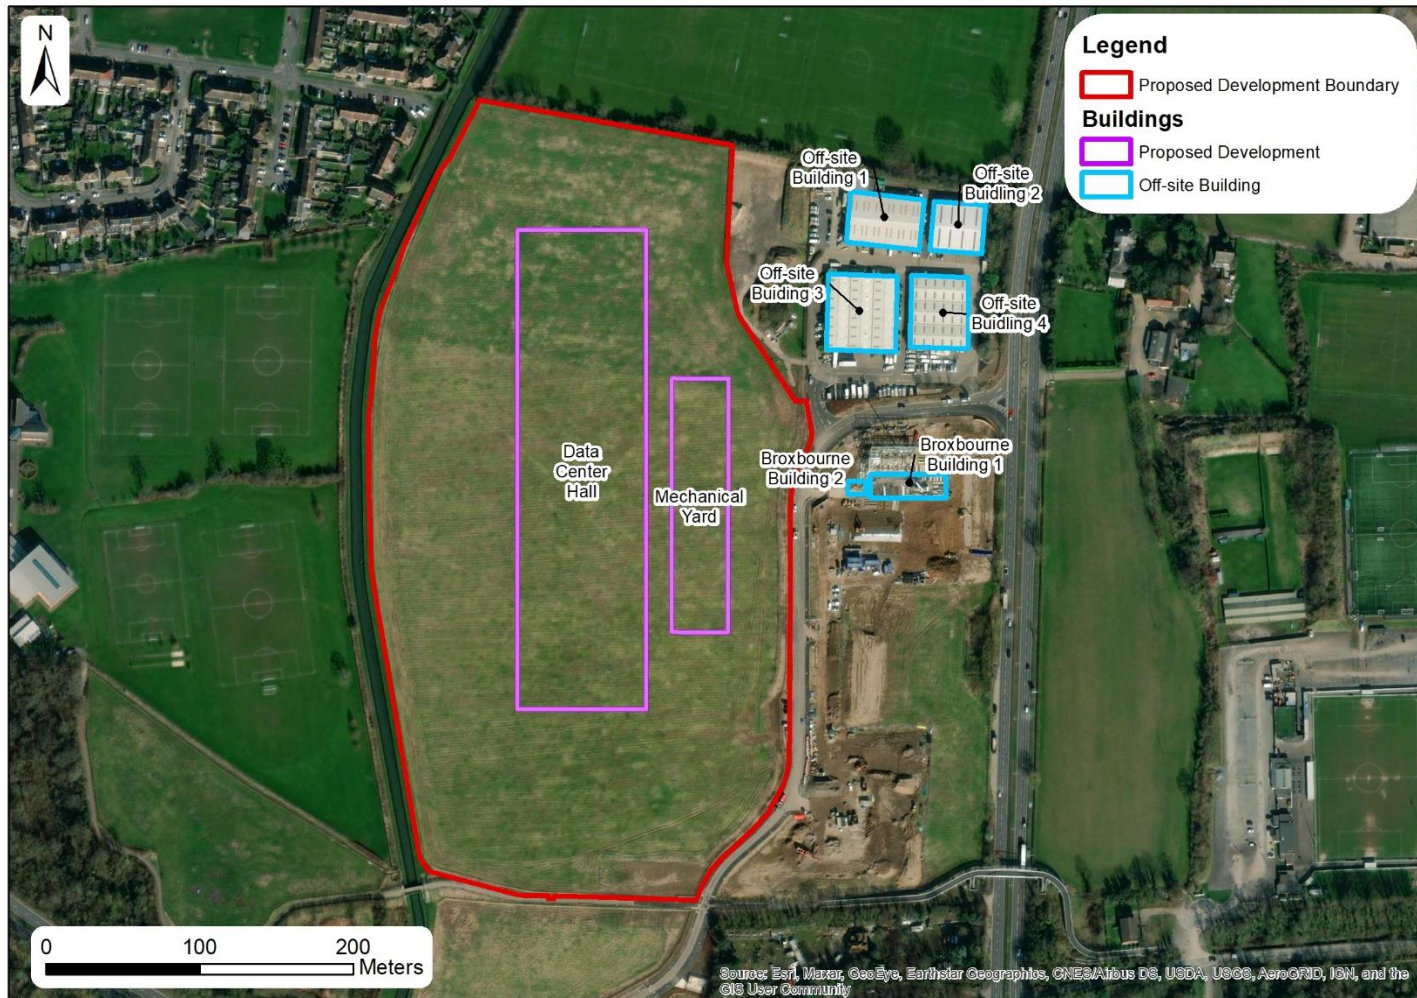 N
Legend
Proposed Development Boundary
Buildings
Proposed Development
Off-site Building
Off-site
Building 1
Off-site
Buidling 2
Off-site
Buiding 3
Off-site
Buidling 4
Broxbourne
Building 1
Broxbourne
Building 2
Data
Center
Hall
Mechanical
Yard
0 100 200
Meters
Source: Esri, Maxar, GeoEye, Earthstar Geographics, CNES/Airbus DS, USDA, USGS, AeroGRID, IGN, and the
GIS User Community